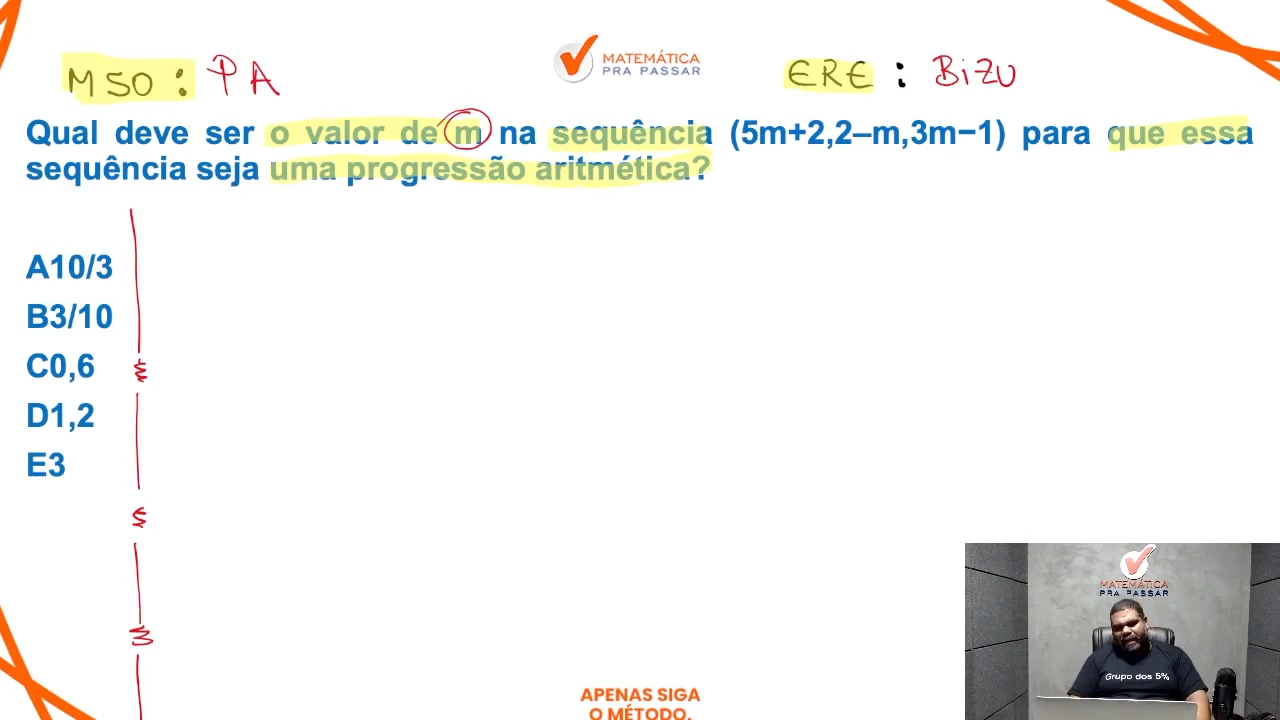 MSO : PA
MATEMÁTICA
PRA PASSAR
ERE : BIZU
Qual deve ser o valor de m na sequência (5m+2,2–m,3m−1) para que essa
sequência seja uma progressão aritmética?
A10/3
B3/10
C0,6
D1,2
E3
MATEMÁTICA
PRA PASSAR
Grupo dos 5%
APENAS SIGA
O MÉTODO.